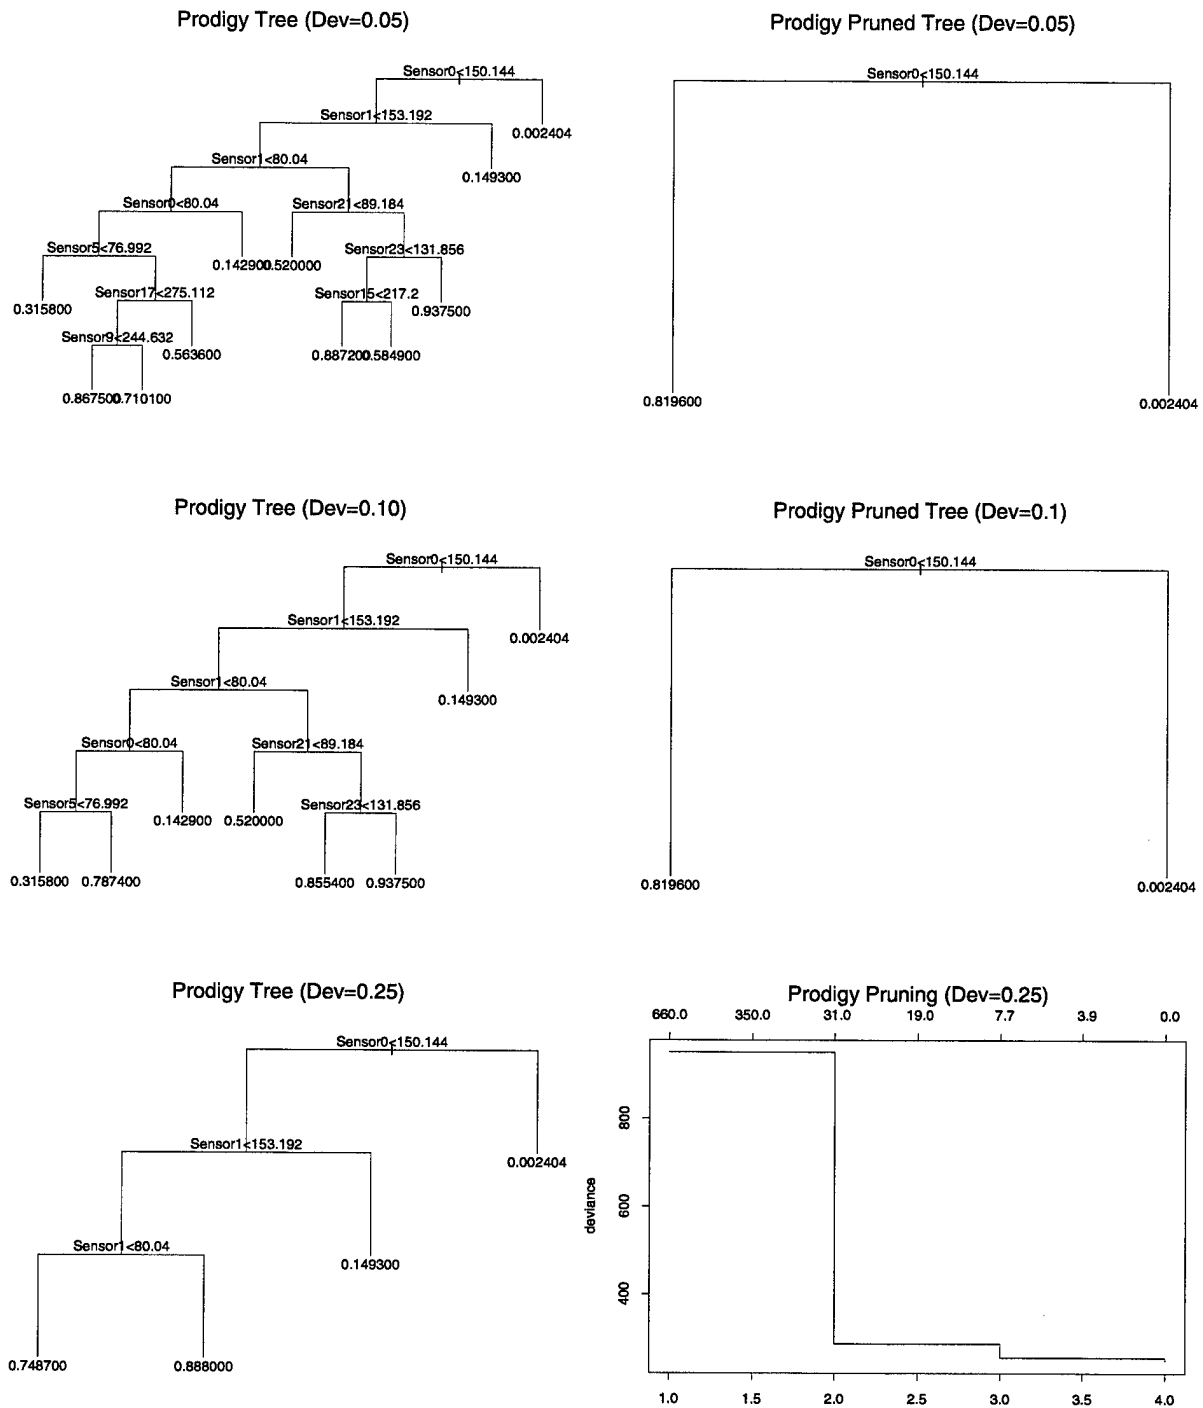 Prodigy Tree (Dev=0.05)
Sensor0<150.144
Sensor1<153.192
0.002404
Sensor1<80.04
0.149300
Sensor0<80.04
Sensor21<89.184
Sensor5<76.992
0.142900
0.520000
Sensor23<131.856
0.315800
Sensor17<275.112
Sensor15<217.2
0.937500
Sensor9<244.632
0.563600
0.887200
0.584900
0.867500
0.710100
Prodigy Pruned Tree (Dev=0.05)
Sensor0<150.144
0.819600
0.002404
Prodigy Tree (Dev=0.10)
Sensor0<150.144
Sensor1<153.192
0.002404
Sensor1<80.04
0.149300
Sensor0<80.04
Sensor21<89.184
Sensor5<76.992
0.142900
0.520000
Sensor23<131.856
0.315800
0.787400
0.855400
0.937500
Prodigy Pruned Tree (Dev=0.1)
Sensor0<150.144
0.819600
0.002404
Prodigy Tree (Dev=0.25)
Sensor0<150.144
Sensor1<153.192
0.002404
Sensor1<80.04
0.149300
0.748700
0.888000
Prodigy Pruning (Dev=0.25)
660.0 350.0 31.0 19.0 7.7 3.9 0.0
800
600
400
deviance
1.0 1.5 2.0 2.5 3.0 3.5 4.0